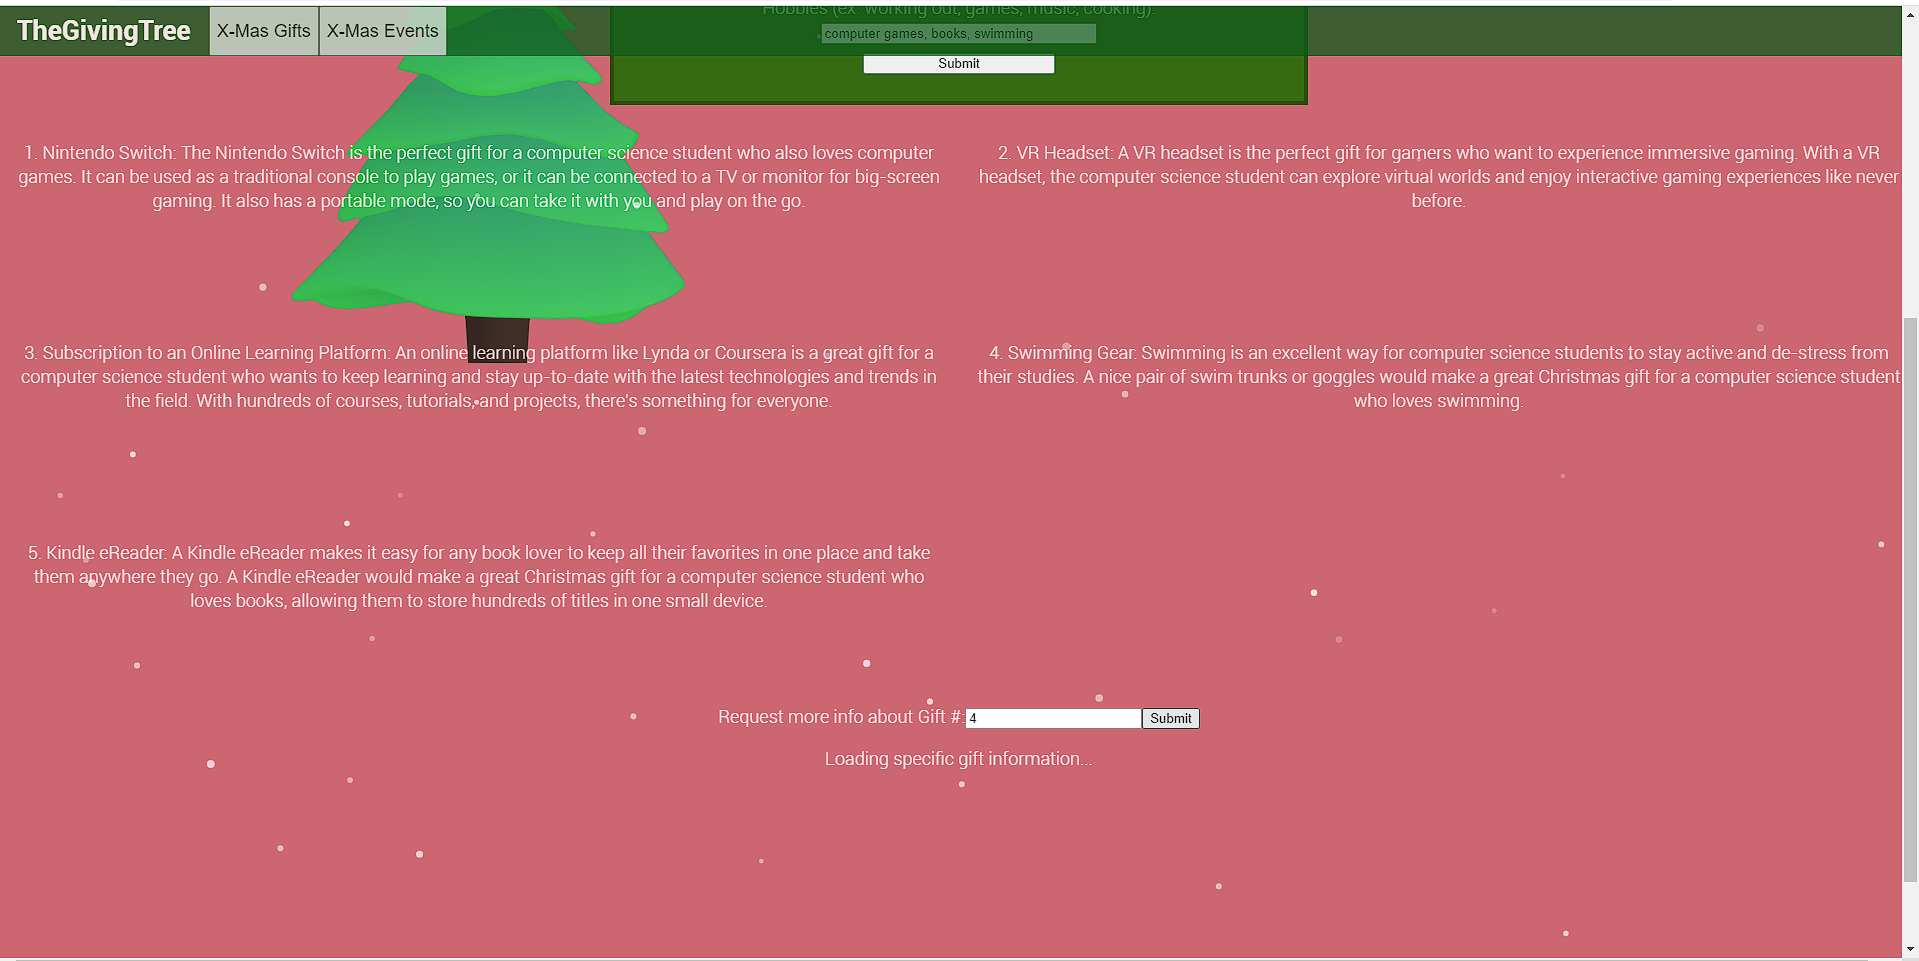 Hobbies (ex: working out, games, music, cooking):
TheGivingTree
X-Mas Gifts
X-Mas Events
computer games, books, swimming
Submit
1. Nintendo Switch: The Nintendo Switch is the perfect gift for a computer science student who also loves computer
games. It can be used as a traditional console to play games, or it can be connected to a TV or monitor for big-screen
gaming. It also has a portable mode, so you can take it with you and play on the go.
2. VR Headset: A VR headset is the perfect gift for gamers who want to experience immersive gaming. With a VR
headset, the computer science student can explore virtual worlds and enjoy interactive gaming experiences like never
before.
3. Subscription to an Online Learning Platform: An online learning platform like Lynda or Coursera is a great gift for a
computer science student who wants to keep learning and stay up-to-date with the latest technologies and trends in
the field. With hundreds of courses, tutorials, and projects, there's something for everyone.
4. Swimming Gear: Swimming is an excellent way for computer science students to stay active and de-stress from
their studies. A nice pair of swim trunks or goggles would make a great Christmas gift for a computer science student
who loves swimming.
5. Kindle eReader: A Kindle eReader makes it easy for any book lover to keep all their favorites in one place and take
them anywhere they go. A Kindle eReader would make a great Christmas gift for a computer science student who
loves books, allowing them to store hundreds of titles in one small device.
Request more info about Gift #: 4 Submit
Loading specific gift information...